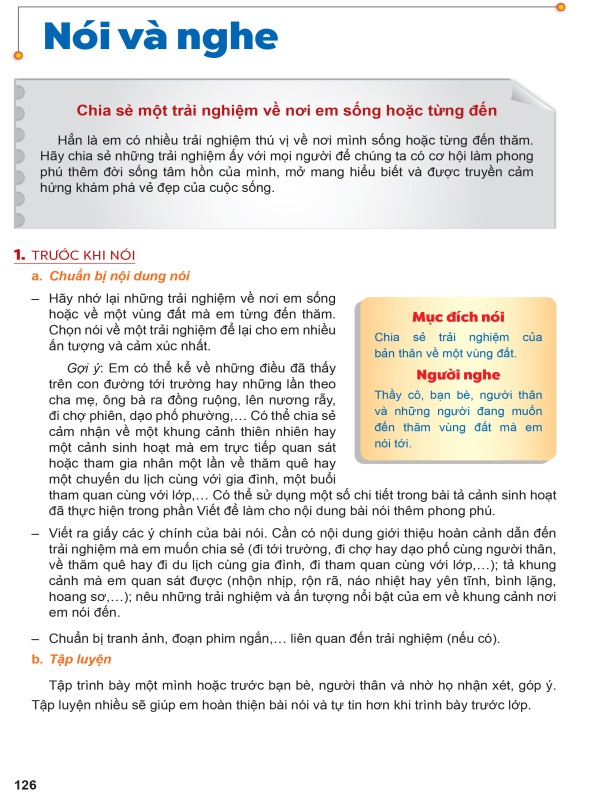 Nói và nghe
Chia sẻ một trải nghiệm về nơi em sống hoặc từng đến
Hẳn là em có nhiều trải nghiệm thú vị về nơi mình sống hoặc từng đến thăm.
Hãy chia sẻ những trải nghiệm ấy với mọi người để chúng ta có cơ hội làm phong
phú thêm đời sống tâm hồn của mình, mở mang hiểu biết và được truyền cảm
hứng khám phá vẻ đẹp của cuộc sống.
1. TRƯỚC KHI NÓI
a. Chuẩn bị nội dung nói
– Hãy nhớ lại những trải nghiệm về nơi em sống
hoặc về một vùng đất mà em từng đến thăm.
Chọn nói về một trải nghiệm để lại cho em nhiều
ấn tượng và cảm xúc nhất.
Gợi ý: Em có thể kể về những điều đã thấy
trên con đường tới trường hay những lần theo
cha mẹ, ông bà ra đồng ruộng, lên nương rẫy,
đi chợ phiên, dạo phố phường,… Có thể chia sẻ
cảm nhận về một khung cảnh thiên nhiên hay
một cảnh sinh hoạt mà em trực tiếp quan sát
hoặc tham gia nhân một lần về thăm quê hay
một chuyến du lịch cùng với gia đình, một buổi
tham quan cùng với lớp,… Có thể sử dụng một số chi tiết trong bài tả cảnh sinh hoạt
đã thực hiện trong phần Viết để làm cho nội dung bài nói thêm phong phú.
Mục đích nói
Chia sẻ trải nghiệm của
bản thân về một vùng đất.
Người nghe
Thầy cô, bạn bè, người thân
và những người đang muốn
đến thăm vùng đất mà em
nói tới.
– Viết ra giấy các ý chính của bài nói. Cần có nội dung giới thiệu hoàn cảnh dẫn đến
trải nghiệm mà em muốn chia sẻ (đi tới trường, đi chợ hay dạo phố cùng người thân,
về thăm quê hay đi du lịch cùng gia đình, đi tham quan cùng với lớp,…); tả khung
cảnh mà em quan sát được (nhộn nhịp, rộn rã, náo nhiệt hay yên tĩnh, bình lặng,
hoang sơ,…); nêu những trải nghiệm và ấn tượng nổi bật của em về khung cảnh nơi
em nói đến.
– Chuẩn bị tranh ảnh, đoạn phim ngắn,… liên quan đến trải nghiệm (nếu có).
b. Tập luyện
Tập trình bày một mình hoặc trước bạn bè, người thân và nhờ họ nhận xét, góp ý.
Tập luyện nhiều sẽ giúp em hoàn thiện bài nói và tự tin hơn khi trình bày trước lớp.
126